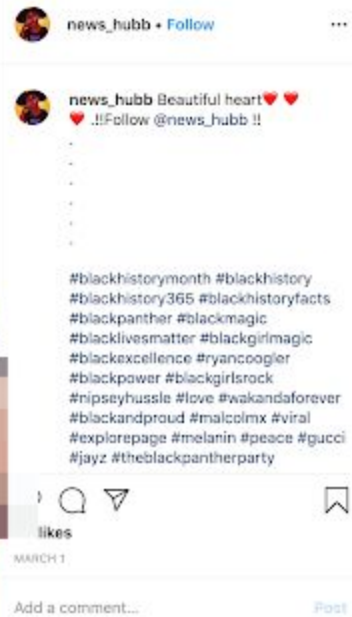 news_hubb • Follow
...
news_hubb Beautiful heart❤️ ❤️
❤️ .!!Follow @news_hubb !!
.
.
.
.
.
.
#blackhistorymonth #blackhistory
#blackhistory365 #blackhistoryfacts
#blackpanther #blackmagic
#blacklivesmatter #blackgirlmagic
#blackexcellence #ryancoogler
#blackpower #blackgirlsrock
#nipseyhussle #love #wakandaforever
#blackandproud #malcolmx #viral
#explorepage #melanin #peace #gucci
#jayz #theblackpantherparty
likes
MARCH 1
Add a comment...
Post